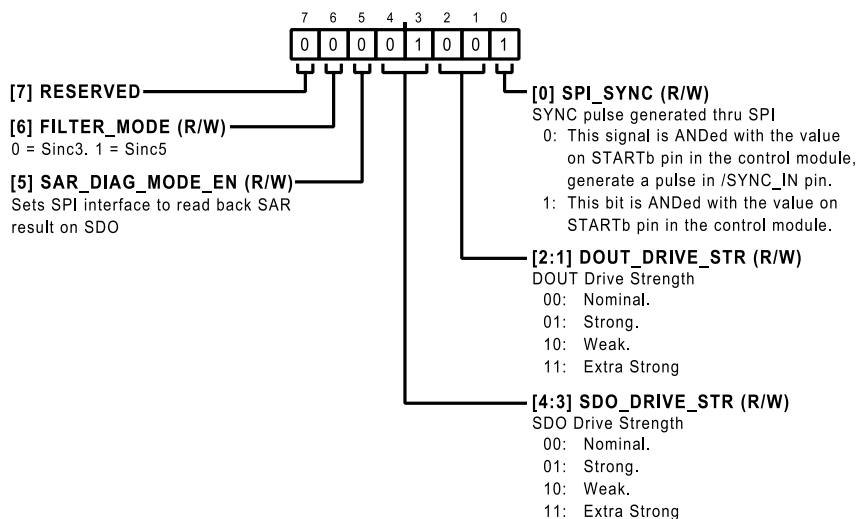 7 6 5 4 3 2 1 0
0 0 0 0 1 0 0 1
[7] RESERVED
[6] FILTER_MODE (R/W)
0 = Sinc3. 1 = Sinc5
[5] SAR_DIAG_MODE_EN (R/W)
Sets SPI interface to read back SAR
result on SDO
[0] SPI_SYNC (R/W)
SYNC pulse generated thru SPI
0: This signal is ANDed with the value
on STARTb pin in the control module,
generate a pulse in /SYNC_IN pin.
1: This bit is ANDed with the value on
STARTb pin in the control module.
[2:1] DOUT_DRIVE_STR (R/W)
DOUT Drive Strength
00: Nominal.
01: Strong.
10: Weak.
11: Extra Strong
[4:3] SDO_DRIVE_STR (R/W)
SDO Drive Strength
00: Nominal.
01: Strong.
10: Weak.
11: Extra Strong